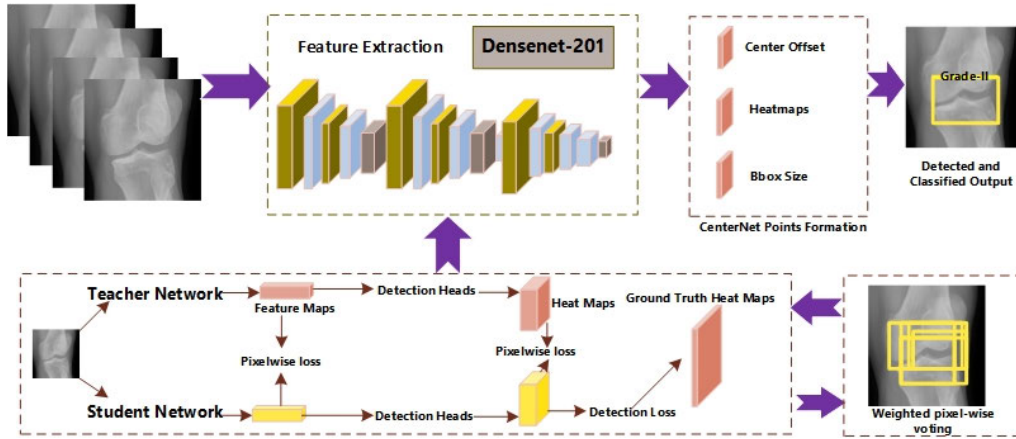 Feature Extraction
Densenet-201
Center Offset
Heatmaps
Bbox Size
CenterNet Points Formation
Grade-II
Detected and
Classified Output
Teacher Network
Feature Maps
Detection Heads
Heat Maps
Ground Truth Heat Maps
Pixelwise loss
Pixelwise loss
Student Network
Detection Heads
Detection Loss
Weighted pixel-wise
voting